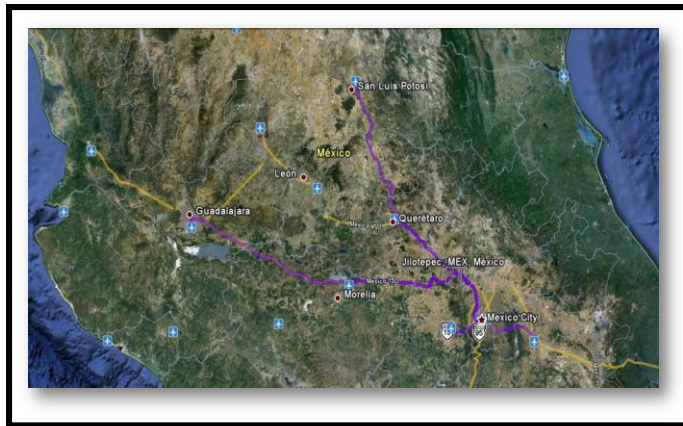 San Luis Potosí
México
León
Guadalajara
Querétaro
Jilotepec, MEX, México
Morelia
Mexico City